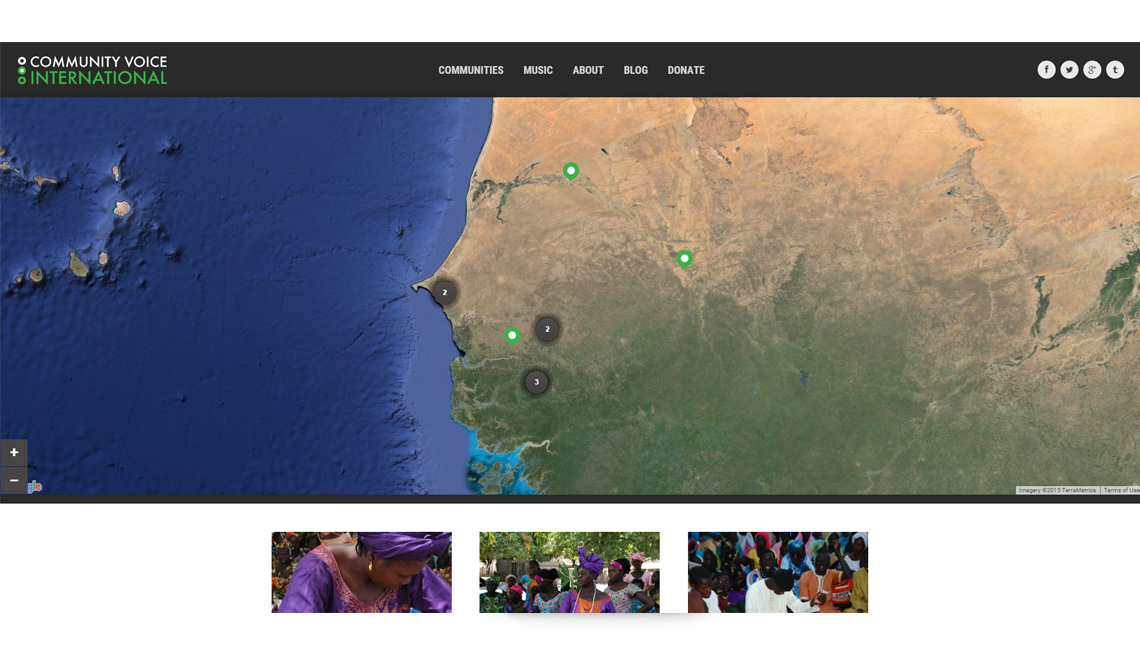 COMMUNITY VOICE
INTERNATIONAL
COMMUNITIES MUSIC ABOUT BLOG DONATE
f g+ t
2
2
3
+
−
Imagery ©2015 TerraMetrics Terms of Use